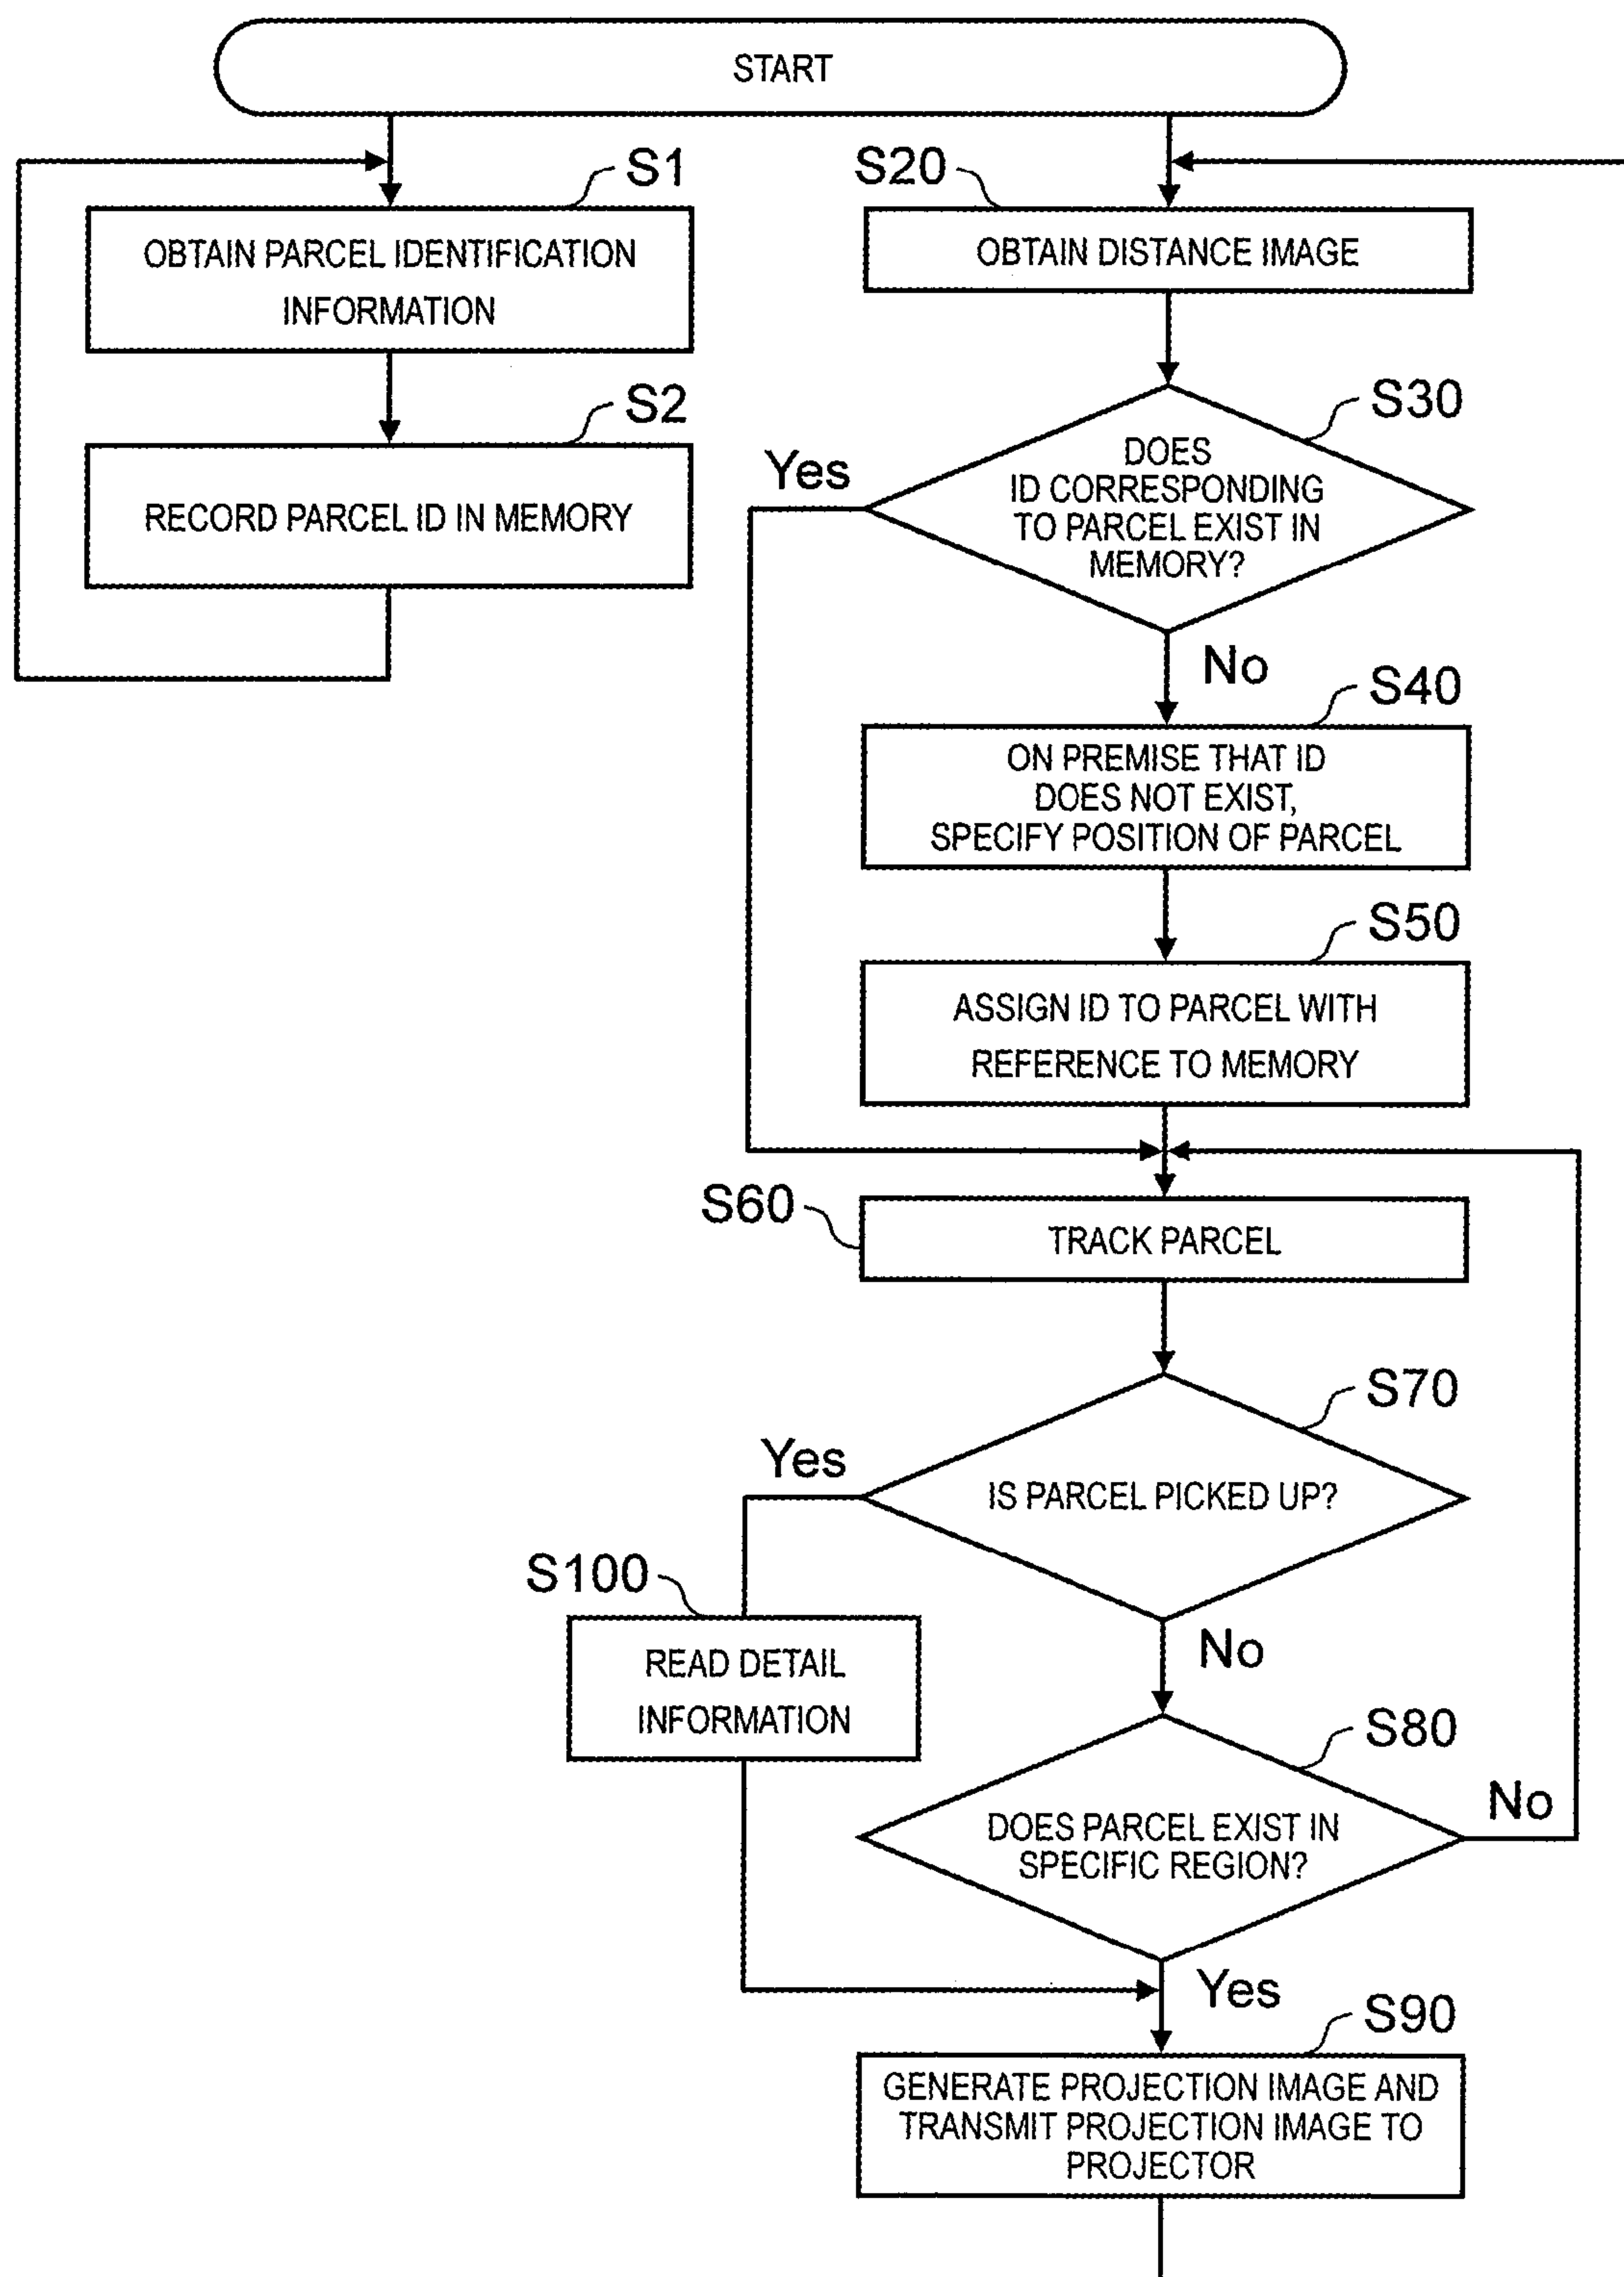 START
S1
OBTAIN PARCEL IDENTIFICATION
INFORMATION
S2
RECORD PARCEL ID IN MEMORY
S20
OBTAIN DISTANCE IMAGE
S30
DOES
ID CORRESPONDING
TO PARCEL EXIST IN
MEMORY?
Yes
No
S40
ON PREMISE THAT ID
DOES NOT EXIST,
SPECIFY POSITION OF PARCEL
S50
ASSIGN ID TO PARCEL WITH
REFERENCE TO MEMORY
S60
TRACK PARCEL
S70
IS PARCEL PICKED UP?
Yes
No
S100
READ DETAIL
INFORMATION
S80
DOES PARCEL EXIST IN
SPECIFIC REGION?
No
Yes
S90
GENERATE PROJECTION IMAGE AND
TRANSMIT PROJECTION IMAGE TO
PROJECTOR